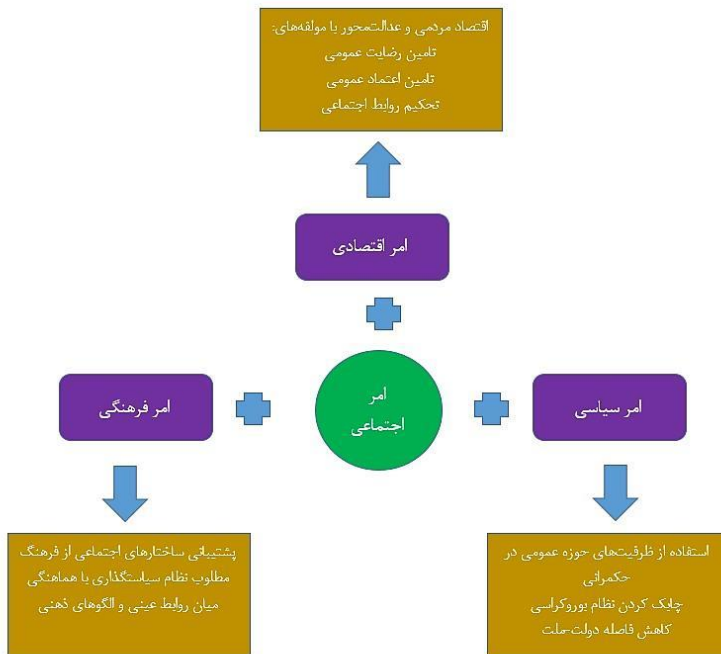 اقتصاد مردمی و عدالت‌محور با مولفه‌های:
تامین رضایت عمومی
تامین اعتماد عمومی
تحکیم روابط اجتماعی
امر اقتصادی
امر سیاسی
امر
اجتماعی
امر فرهنگی
استفاده از ظرفیت‌های حوزه عمومی در
حکمرانی
چابک کردن نظام بوروکراسی
کاهش فاصله دولت-ملت
پشتیبانی ساختارهای اجتماعی از فرهنگ
مطلوب نظام سیاستگذاری با هماهنگی
میان روابط عینی و الگوهای ذهنی